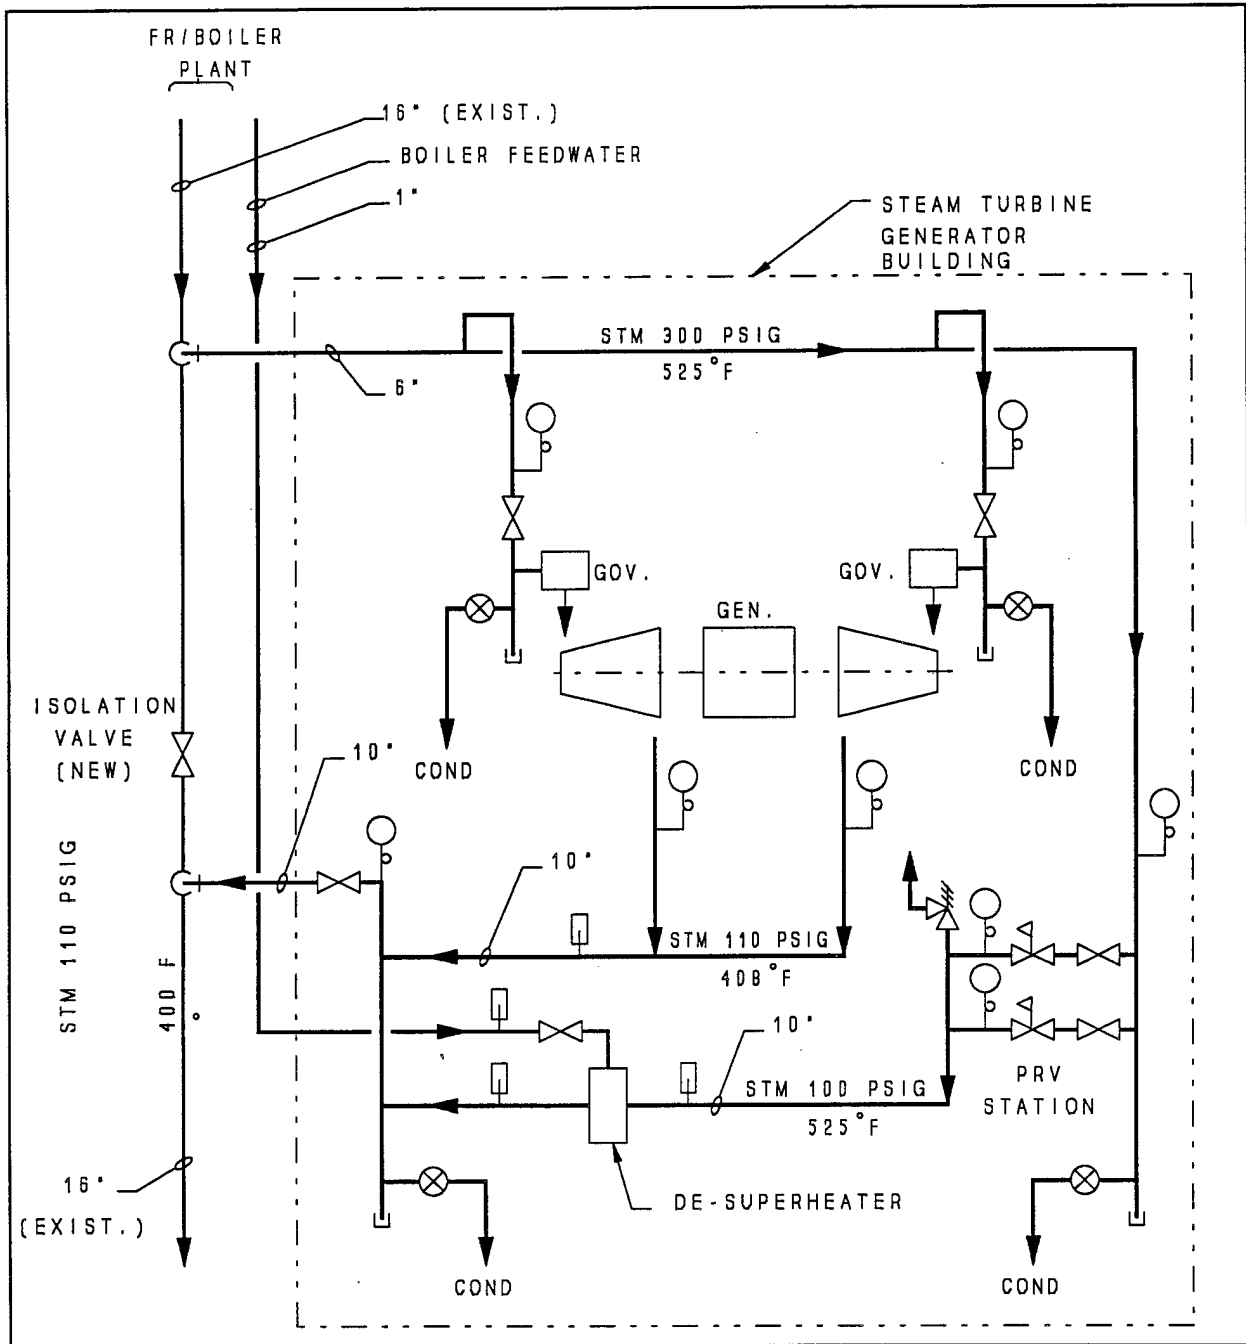 FR/BOILER
PLANT
16" (EXIST.)
BOILER FEEDWATER
1"
STEAM TURBINE
GENERATOR
BUILDING
STM 300 PSIG
525°F
6"
GOV.
GOV.
GEN.
ISOLATION
VALVE
(NEW)
10"
COND
COND
STM 110 PSIG
400°F
10"
STM 110 PSIG
408°F
10"
STM 100 PSIG
525°F
PRV
STATION
16"
(EXIST.)
DE-SUPERHEATER
COND
COND